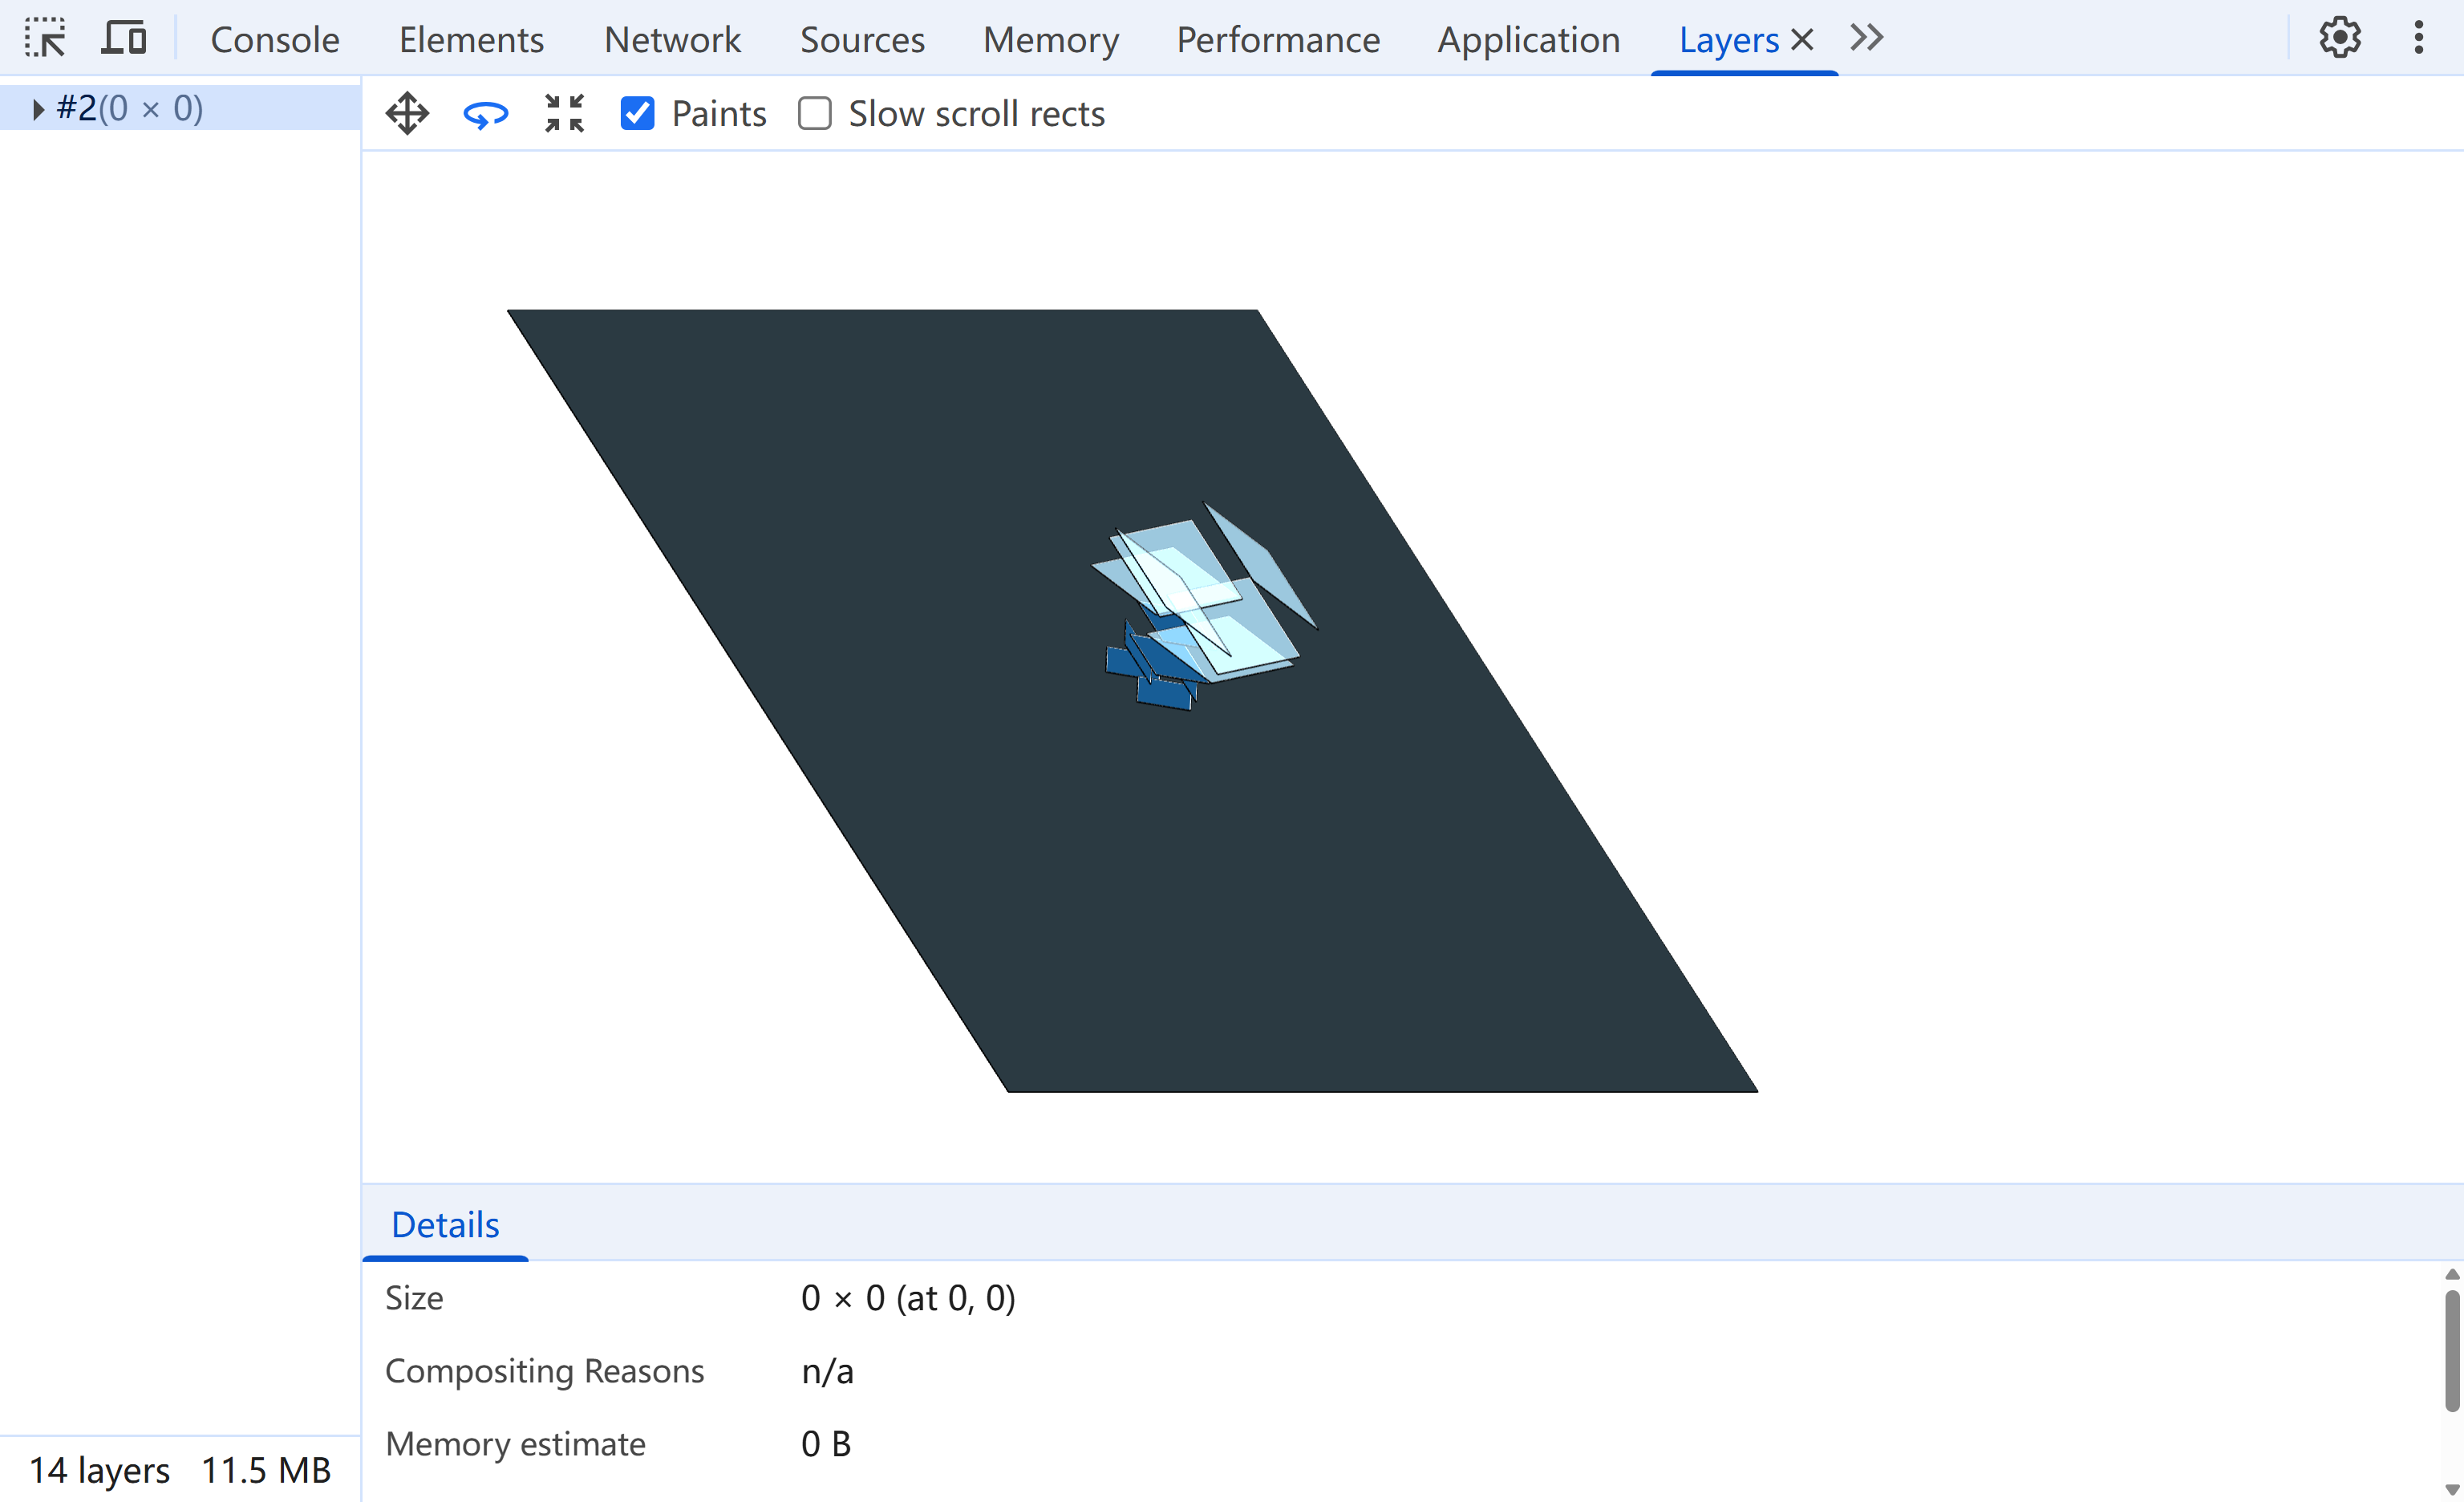 Console Elements Network Sources Memory Performance Application Layers
#2(0 × 0)
Paints Slow scroll rects
Details
Size 0 × 0 (at 0, 0)
Compositing Reasons n/a
Memory estimate 0 B
14 layers 11.5 MB